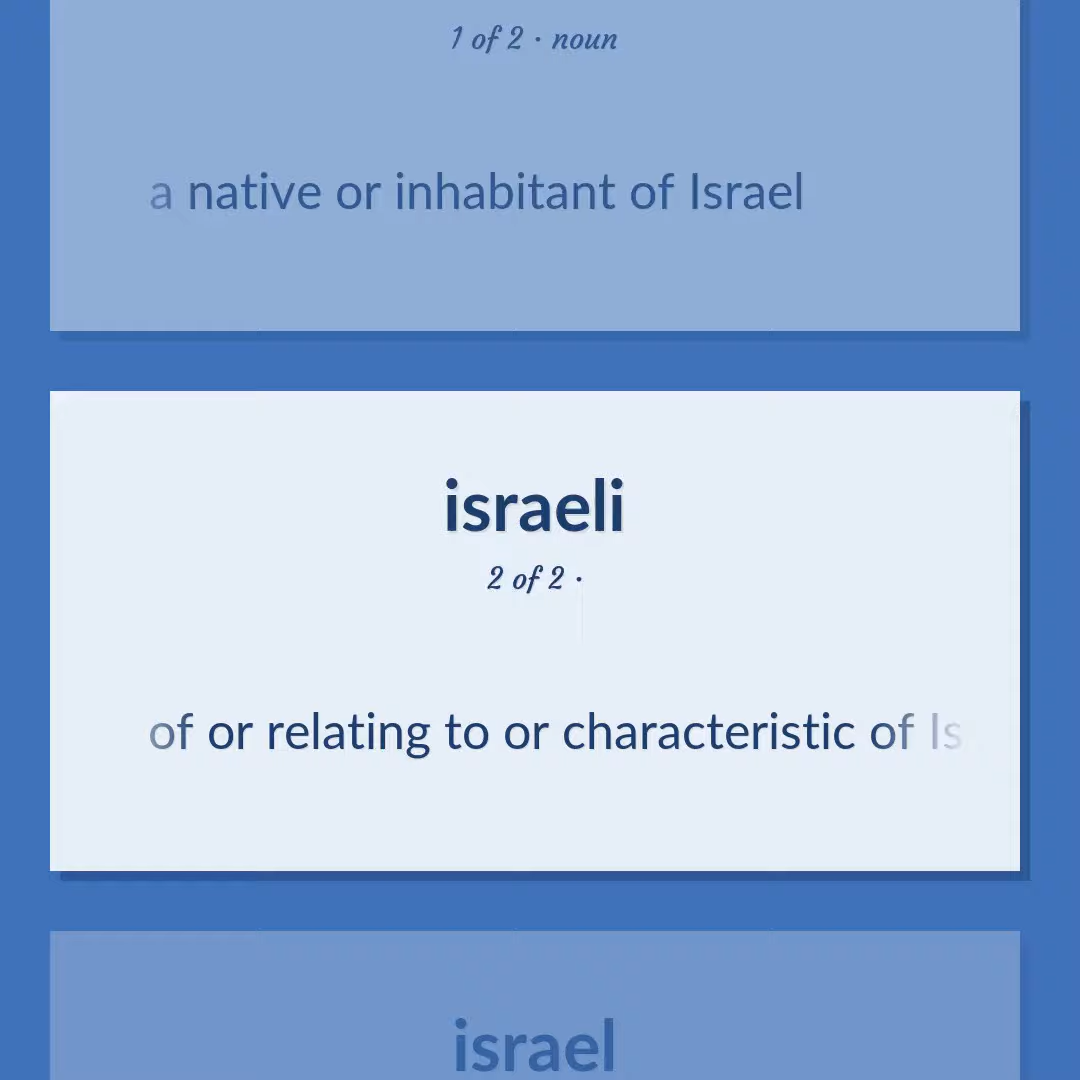 1 of 2 · noun
a native or inhabitant of Israel
israeli
2 of 2 ·
of or relating to or characteristic of Is
israel